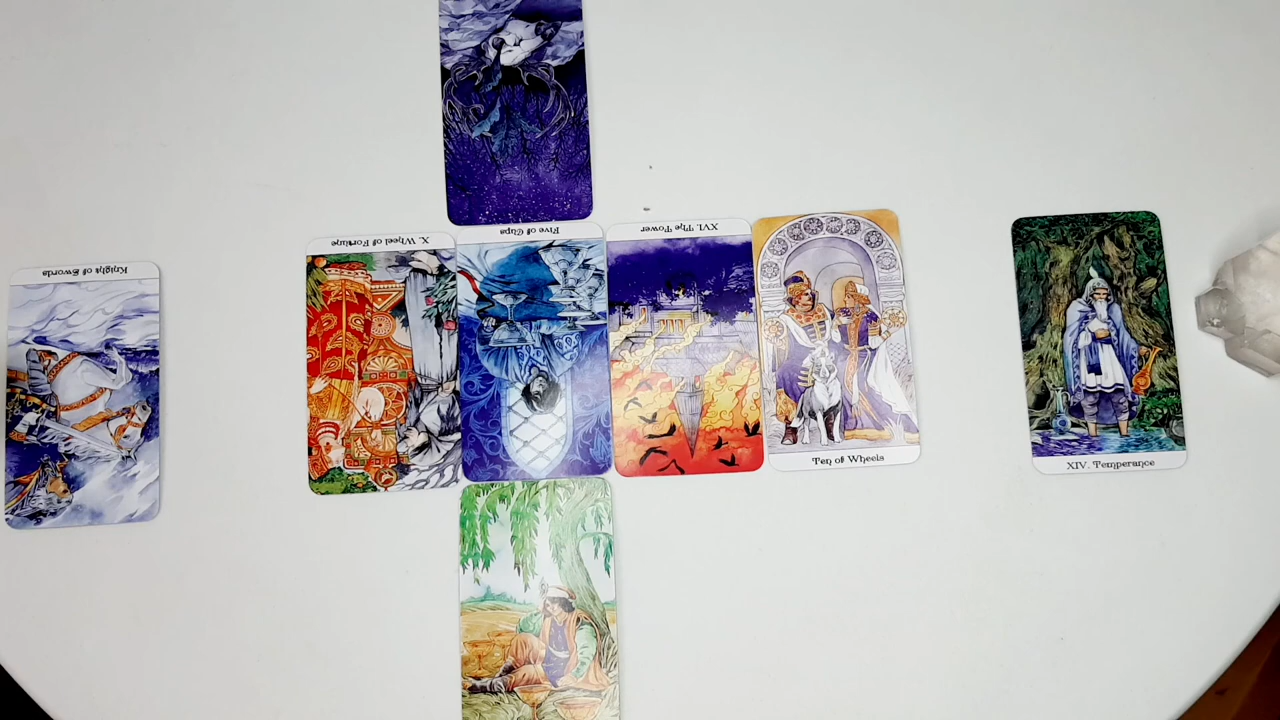 Five of Cups
XVI. The Tower
X. Wheel of Fortune
Knight of Swords
Ten of Wheels
XIV. Temperance